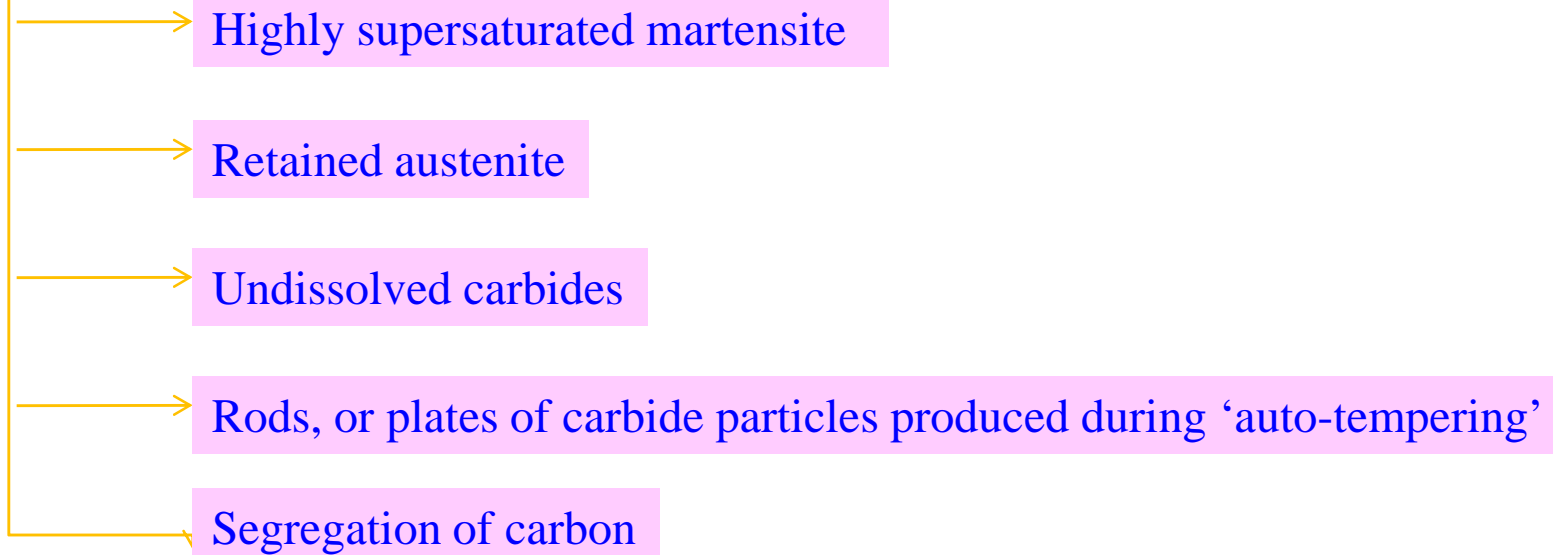 Highly supersaturated martensite
Retained austenite
Undissolved carbides
Rods, or plates of carbide particles produced during ‘auto-tempering’
Segregation of carbon